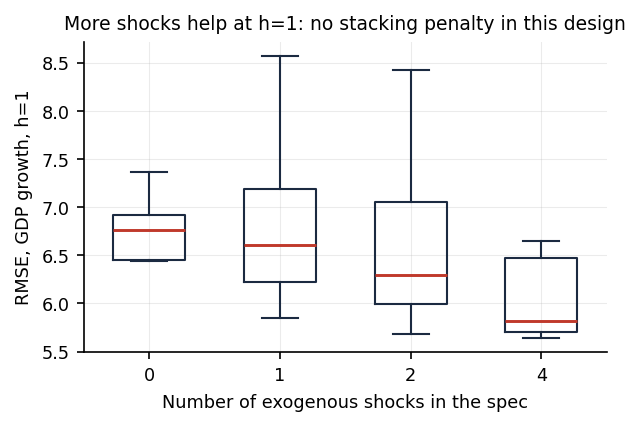 More shocks help at h=1: no stacking penalty in this design
RMSE, GDP growth, h=1
8.5
8.0
7.5
7.0
6.5
6.0
5.5
0 1 2 4
Number of exogenous shocks in the spec